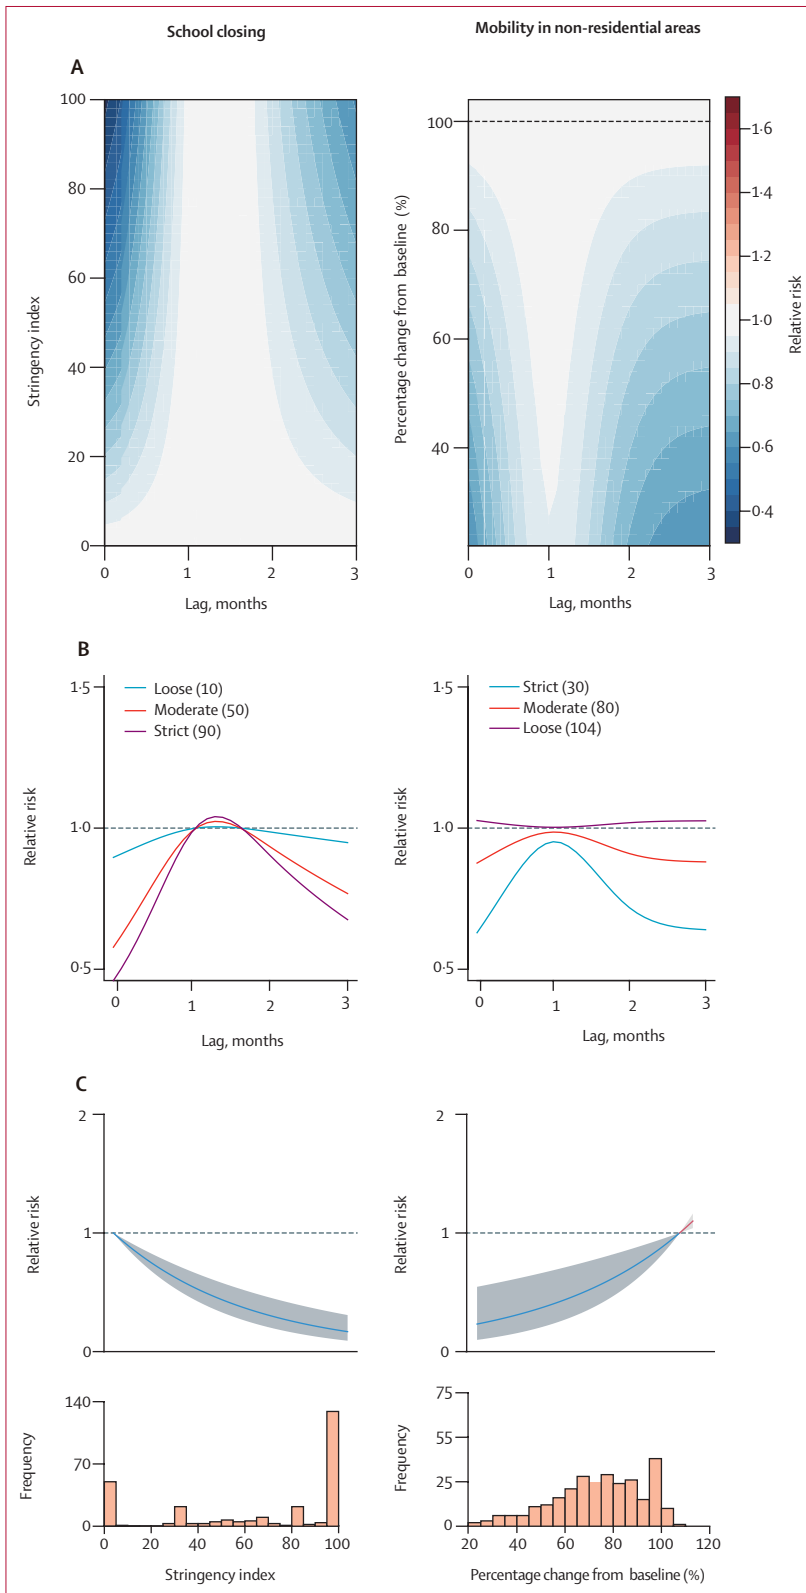 School closing
Mobility in non-residential areas
A
100
80
60
40
20
0
Stringency index
0
1
2
3
Lag, months
100
80
60
40
Percentage change from baseline (%)
0
1
2
3
Lag, months
1·6
1·4
1·2
1·0
0·8
0·6
0·4
Relative risk
B
1·5
1·0
0·5
Relative risk
Loose (10)
Moderate (50)
Strict (90)
0
1
2
3
Lag, months
1·5
1·0
0·5
Relative risk
Strict (30)
Moderate (80)
Loose (104)
0
1
2
3
Lag, months
C
2
1
0
Relative risk
2
1
0
Relative risk
140
70
0
Frequency
0
20
40
60
80
100
Stringency index
75
55
25
0
Frequency
20
40
60
80
100
120
Percentage change from baseline (%)